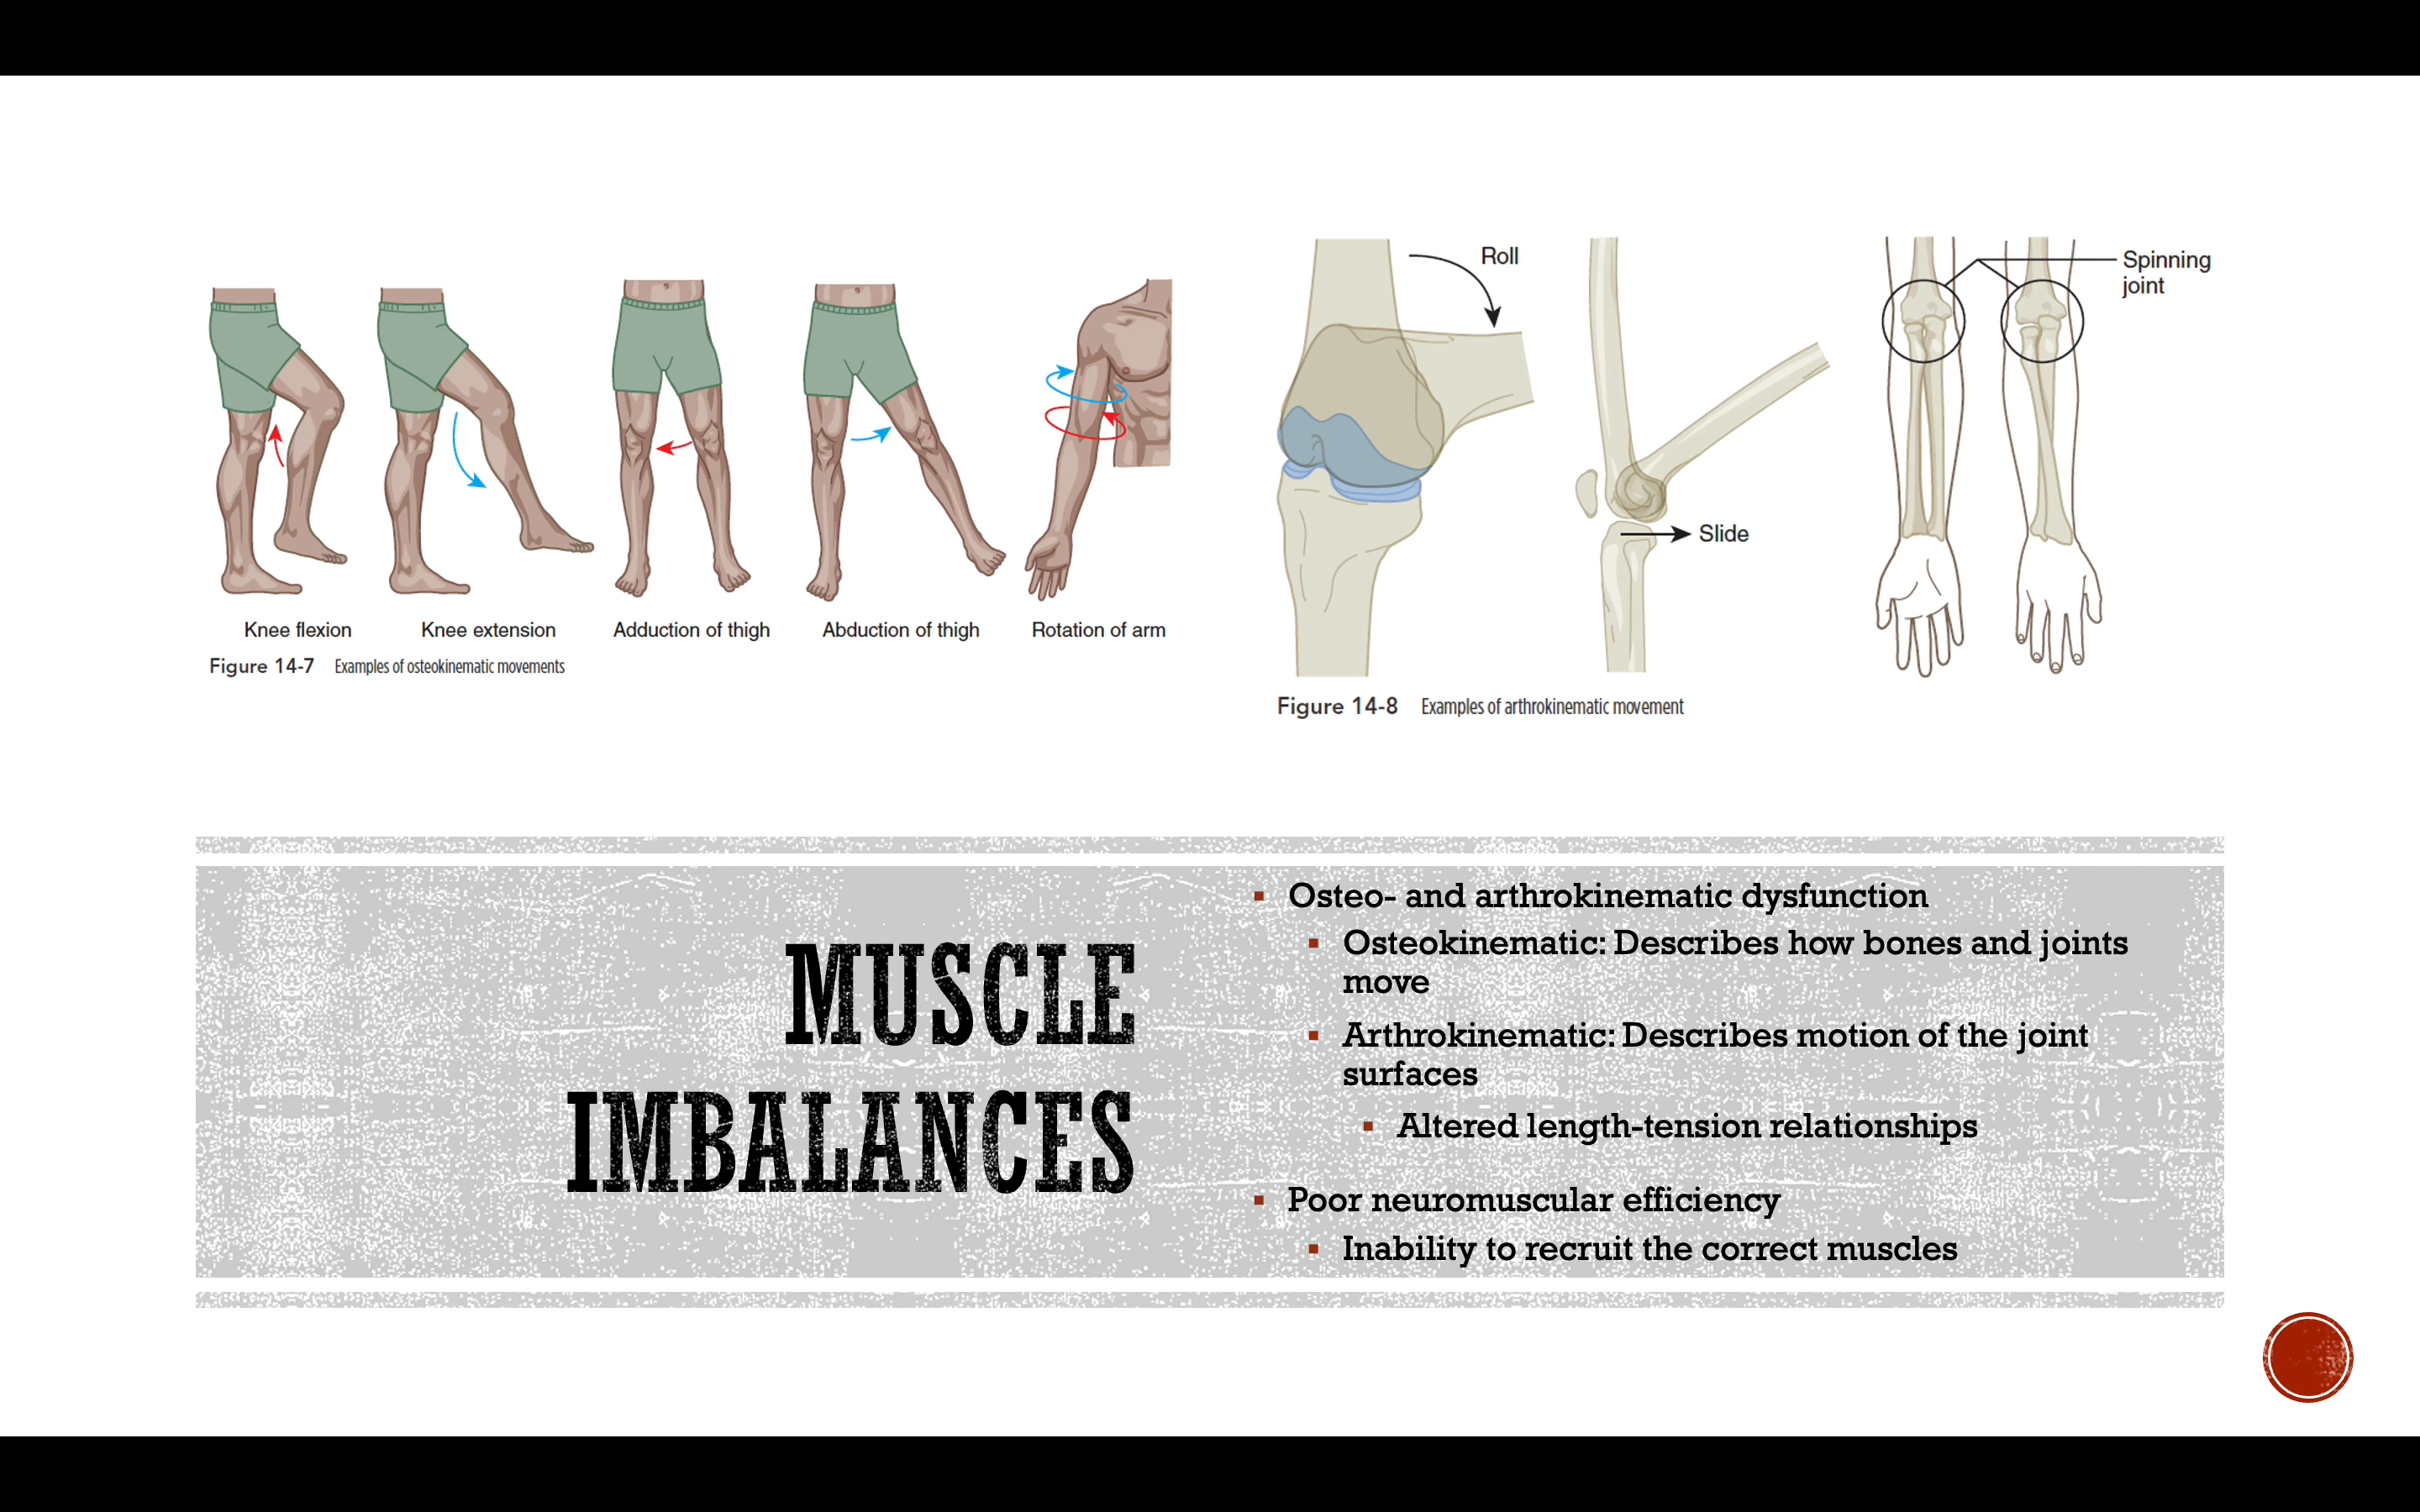 Knee flexion
Knee extension
Adduction of thigh
Abduction of thigh
Rotation of arm
Figure 14-7 Examples of osteokinematic movements
Roll
Slide
Spinning
joint
Figure 14-8 Examples of arthrokinematic movement
MUSCLE
IMBALANCES
▪ Osteo- and arthrokinematic dysfunction
▪ Osteokinematic: Describes how bones and joints
move
▪ Arthrokinematic: Describes motion of the joint
surfaces
▪ Altered length-tension relationships
▪ Poor neuromuscular efficiency
▪ Inability to recruit the correct muscles